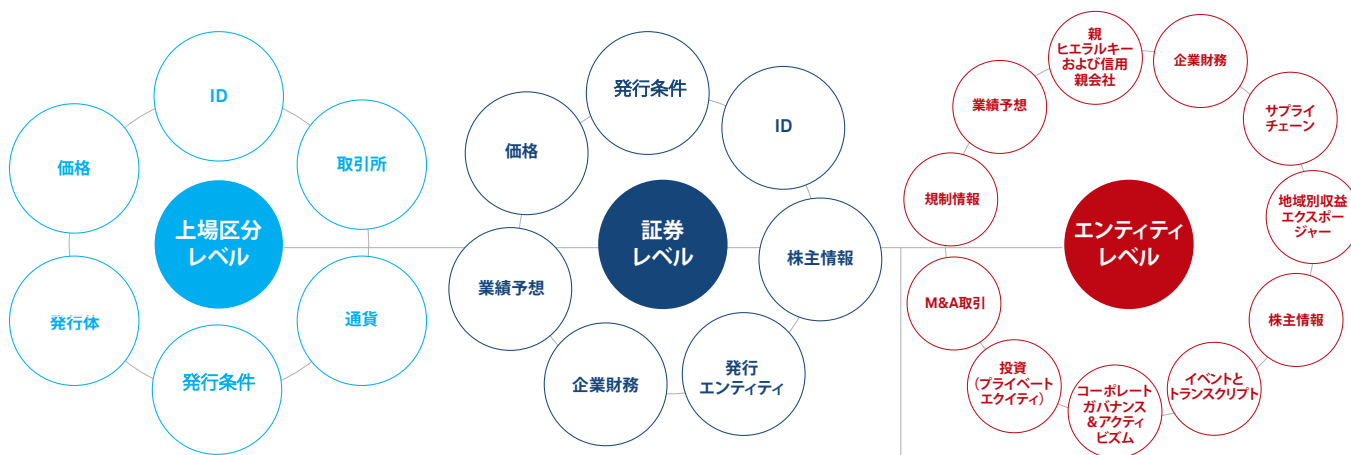 ID
取引所
通貨
発行条件
発行体
価格
上場区分
レベル
発行条件
ID
株主情報
発行
エンティティ
企業財務
業績予想
価格
証券
レベル
親
ヒエラルキー
および信用
親会社
企業財務
サプライ
チェーン
地域別収益
エクスポー
ジャー
株主情報
イベントと
トランスクリプト
コーポレート
ガバナンス
&アクティ
ビズム
投資
(プライベート
エクイティ)
M&A取引
規制情報
業績予想
エンティティ
レベル